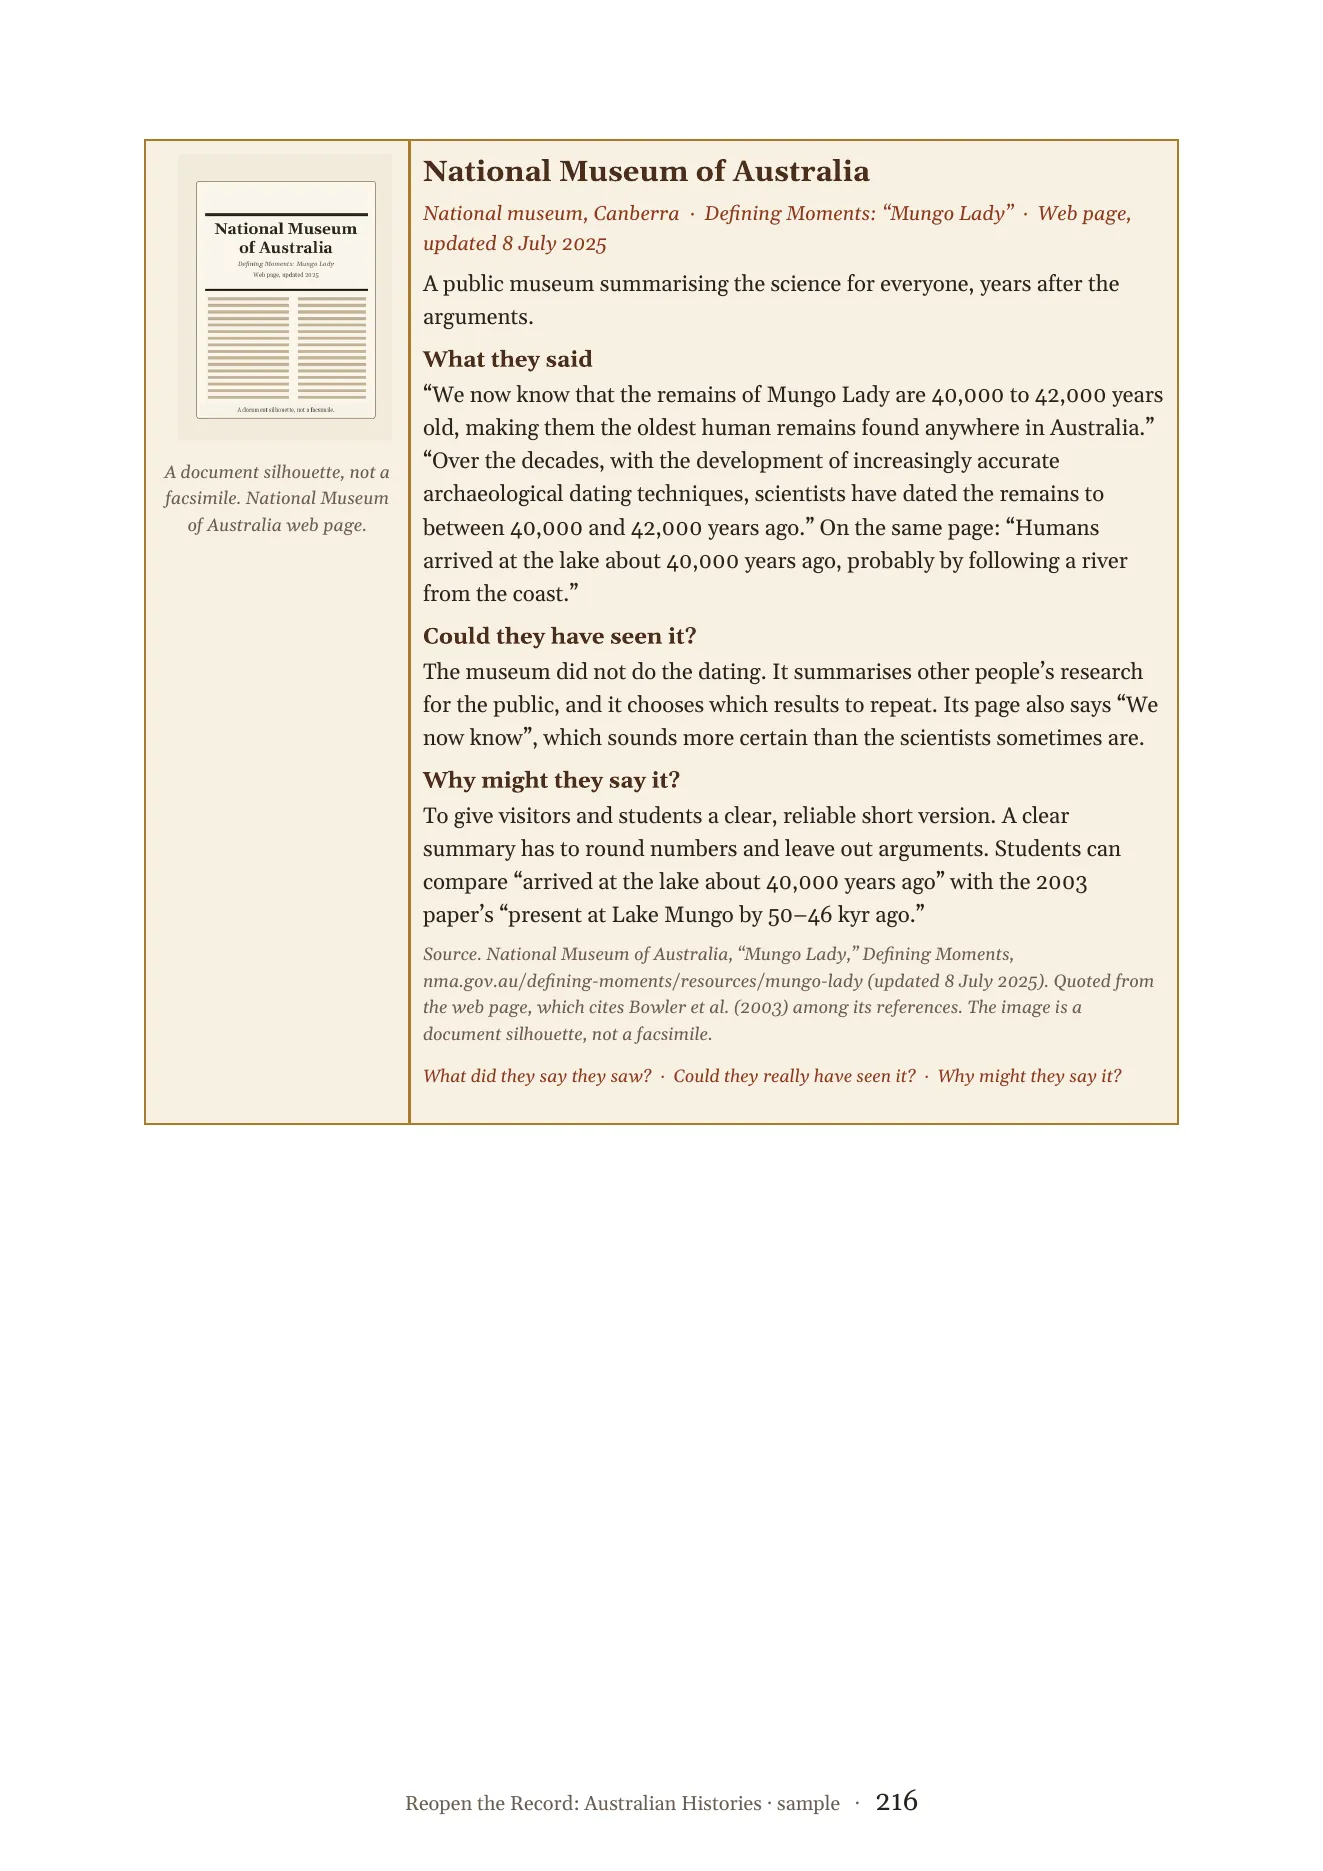 National Museum
of Australia
Defining Moments: Mungo Lady
Web page, updated 2025
A document silhouette, not a facsimile.
A document silhouette, not a
facsimile. National Museum
of Australia web page.
National Museum of Australia
National museum, Canberra · Defining Moments: “Mungo Lady” · Web page,
updated 8 July 2025
A public museum summarising the science for everyone, years after the
arguments.
What they said
“We now know that the remains of Mungo Lady are 40,000 to 42,000 years
old, making them the oldest human remains found anywhere in Australia.”
“Over the decades, with the development of increasingly accurate
archaeological dating techniques, scientists have dated the remains to
between 40,000 and 42,000 years ago.” On the same page: “Humans
arrived at the lake about 40,000 years ago, probably by following a river
from the coast.”
Could they have seen it?
The museum did not do the dating. It summarises other people’s research
for the public, and it chooses which results to repeat. Its page also says “We
now know”, which sounds more certain than the scientists sometimes are.
Why might they say it?
To give visitors and students a clear, reliable short version. A clear
summary has to round numbers and leave out arguments. Students can
compare “arrived at the lake about 40,000 years ago” with the 2003
paper’s “present at Lake Mungo by 50–46 kyr ago.”
Source. National Museum of Australia, “Mungo Lady,” Defining Moments,
nma.gov.au/defining-moments/resources/mungo-lady (updated 8 July 2025). Quoted from
the web page, which cites Bowler et al. (2003) among its references. The image is a
document silhouette, not a facsimile.
What did they say they saw? · Could they really have seen it? · Why might they say it?
Reopen the Record: Australian Histories · sample · 216